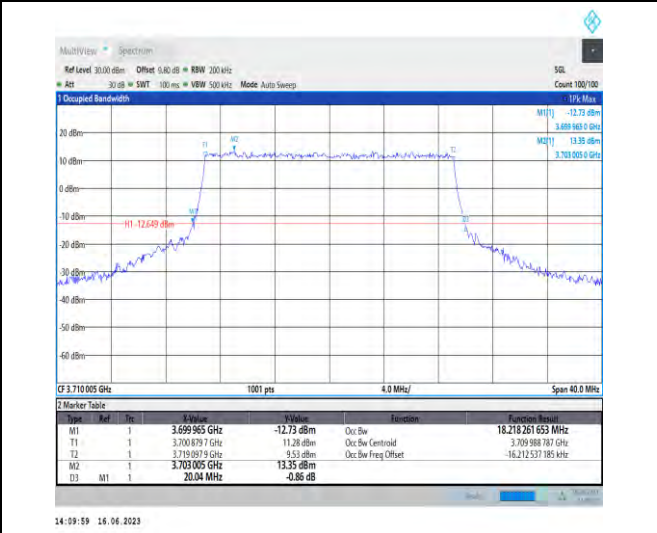 MultiView Spectrum
Ref Level 30.00 dBm Offset 9.80 dB RBW 200 kHz SGL
Att 30 dB SWT 100 ms VBW 500 kHz Mode Auto Sweep Count 100/100
1 Occupied Bandwidth 1Pk Max
M1[1] -12.73 dBm
3.699 965 0 GHz
M2[1] 13.35 dBm
3.703 005 0 GHz
20 dBm
T1 M2 T2
10 dBm
0 dBm
-10 dBm
M1
H1 -12.649 dBm
-20 dBm
-30 dBm
-40 dBm
-50 dBm
-60 dBm
CF 3.710 005 GHz 1001 pts 4.0 MHz/ Span 40.0 MHz
2 Marker Table
Type Ref Trc X-Value Y-Value Function Function Result
M1 1 3.699 965 GHz -12.73 dBm Occ Bw 18.218 261 653 MHz
T1 1 3.700 879 7 GHz 11.28 dBm Occ Bw Centroid 3.709 988 787 GHz
T2 1 3.719 097 9 GHz 9.53 dBm Occ Bw Freq Offset -16.212 537 185 kHz
M2 1 3.703 005 GHz 13.35 dBm
D3 M1 1 20.04 MHz -0.86 dB
14:09:59 16.06.2023